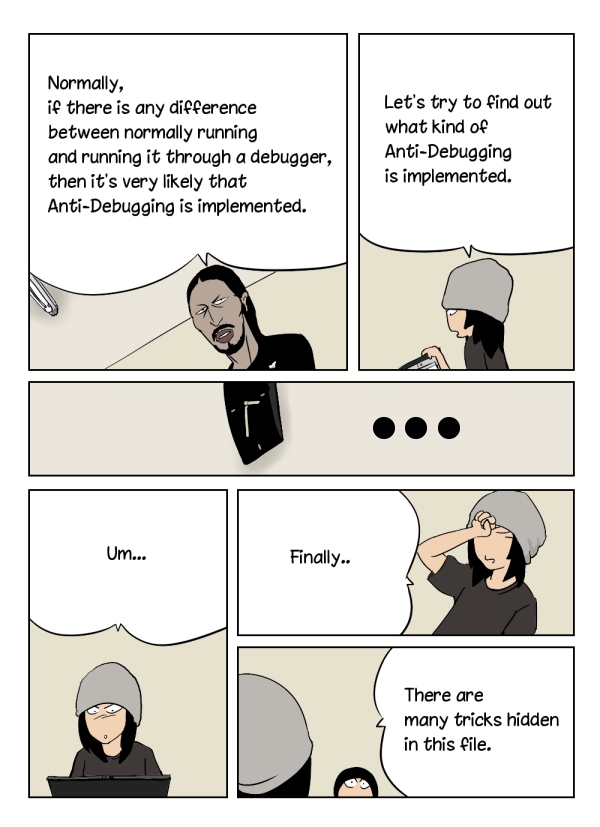 Normally,
if there is any difference
between normally running
and running it through a debugger,
then it's very likely that
Anti-Debugging is implemented.
Let's try to find out
what kind of
Anti-Debugging
is implemented.
Um...
Finally..
There are
many tricks hidden
in this file.